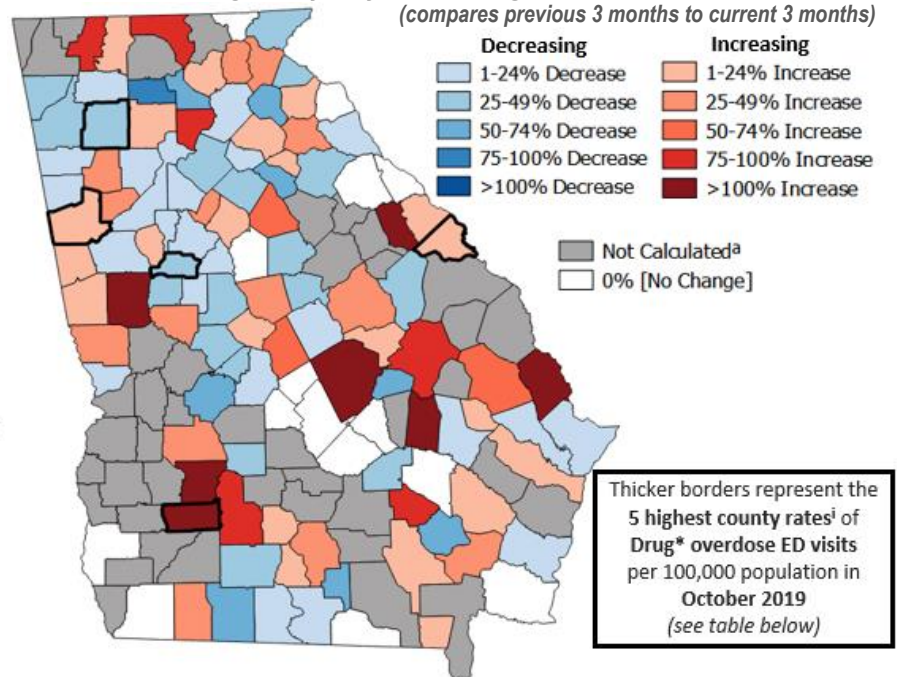 (compares previous 3 months to current 3 months)
Decreasing
1-24% Decrease
25-49% Decrease
50-74% Decrease
75-100% Decrease
>100% Decrease
Increasing
1-24% Increase
25-49% Increase
50-74% Increase
75-100% Increase
>100% Increase
Not Calculatedᵃ
0% [No Change]
Thicker borders represent the
5 highest county ratesⁱ of
Drug* overdose ED visits
per 100,000 population in
October 2019
(see table below)